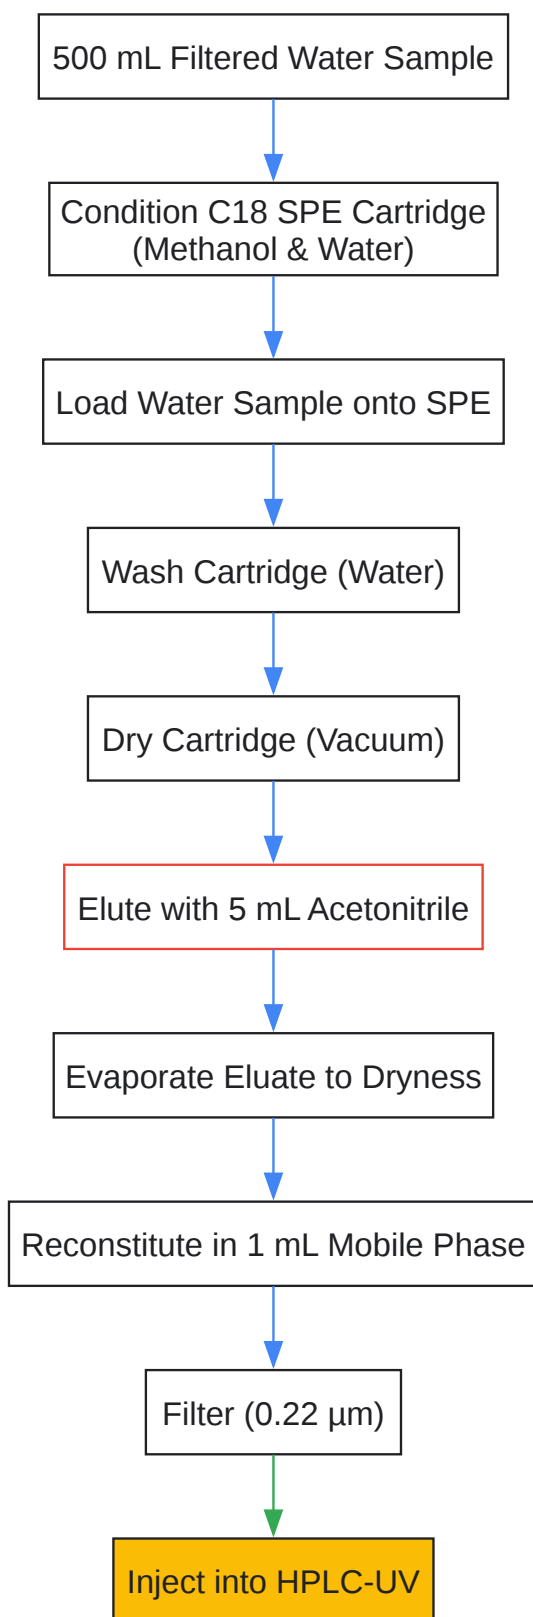 500 mL Filtered Water Sample
Condition C18 SPE Cartridge
(Methanol & Water)
Load Water Sample onto SPE
Wash Cartridge (Water)
Dry Cartridge (Vacuum)
Elute with 5 mL Acetonitrile
Evaporate Eluate to Dryness
Reconstitute in 1 mL Mobile Phase
Filter (0.22 µm)
Inject into HPLC-UV